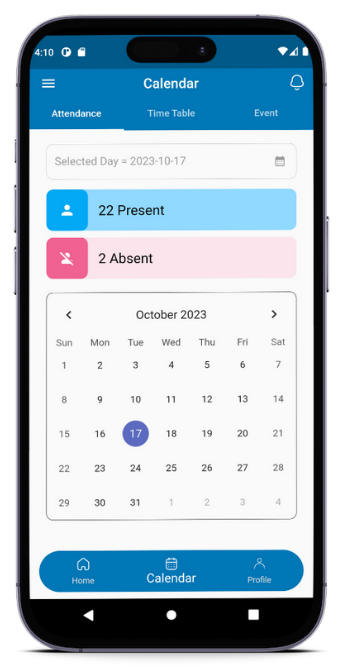 4:10
Calendar
Attendance Time Table Event
Selected Day = 2023-10-17
22 Present
2 Absent
October 2023
Sun Mon Tue Wed Thu Fri Sat
1 2 3 4 5 6 7
8 9 10 11 12 13 14
15 16 17 18 19 20 21
22 23 24 25 26 27 28
29 30 31 1 2 3 4
Home Calendar Profile